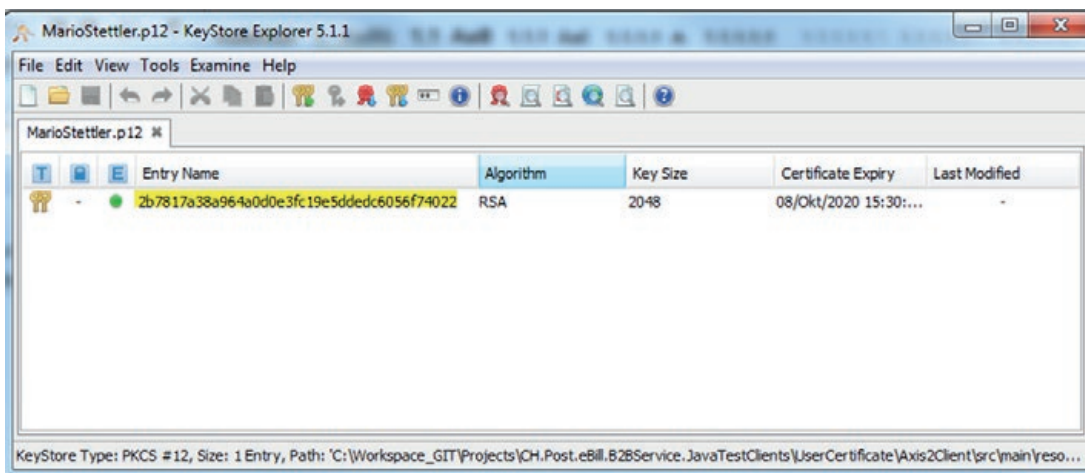 MarioStettler.p12 - KeyStore Explorer 5.1.1
File Edit View Tools Examine Help
MarioStettler.p12
T E Entry Name Algorithm Key Size Certificate Expiry Last Modified
- 2b7817a38a964a0d0e3fc19e5ddedc6056f74022 RSA 2048 08/Okt/2020 15:30:... -
KeyStore Type: PKCS #12, Size: 1 Entry, Path: 'C:\Workspace_GIT\Projects\CH.Post.eBill.B2BService.JavaTestClients\UserCertificate\Axis2Client\src\main\reso...